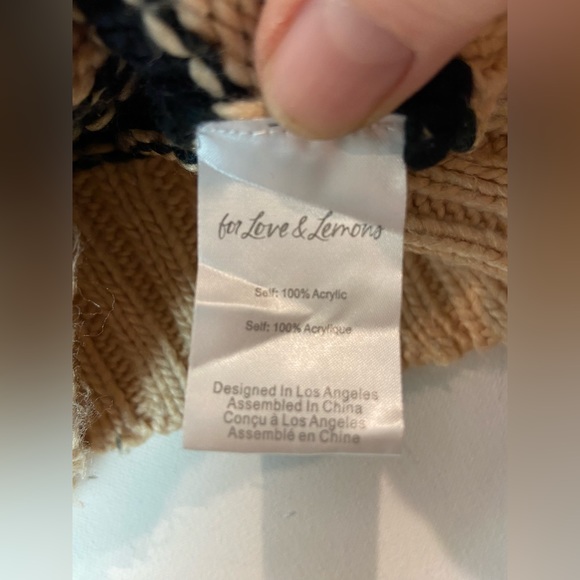 for Love & Lemons
Self: 100% Acrylic
Self: 100% Acrylique
Designed In Los Angeles
Assembled In China
Conçu à Los Angeles
Assemblé en Chine